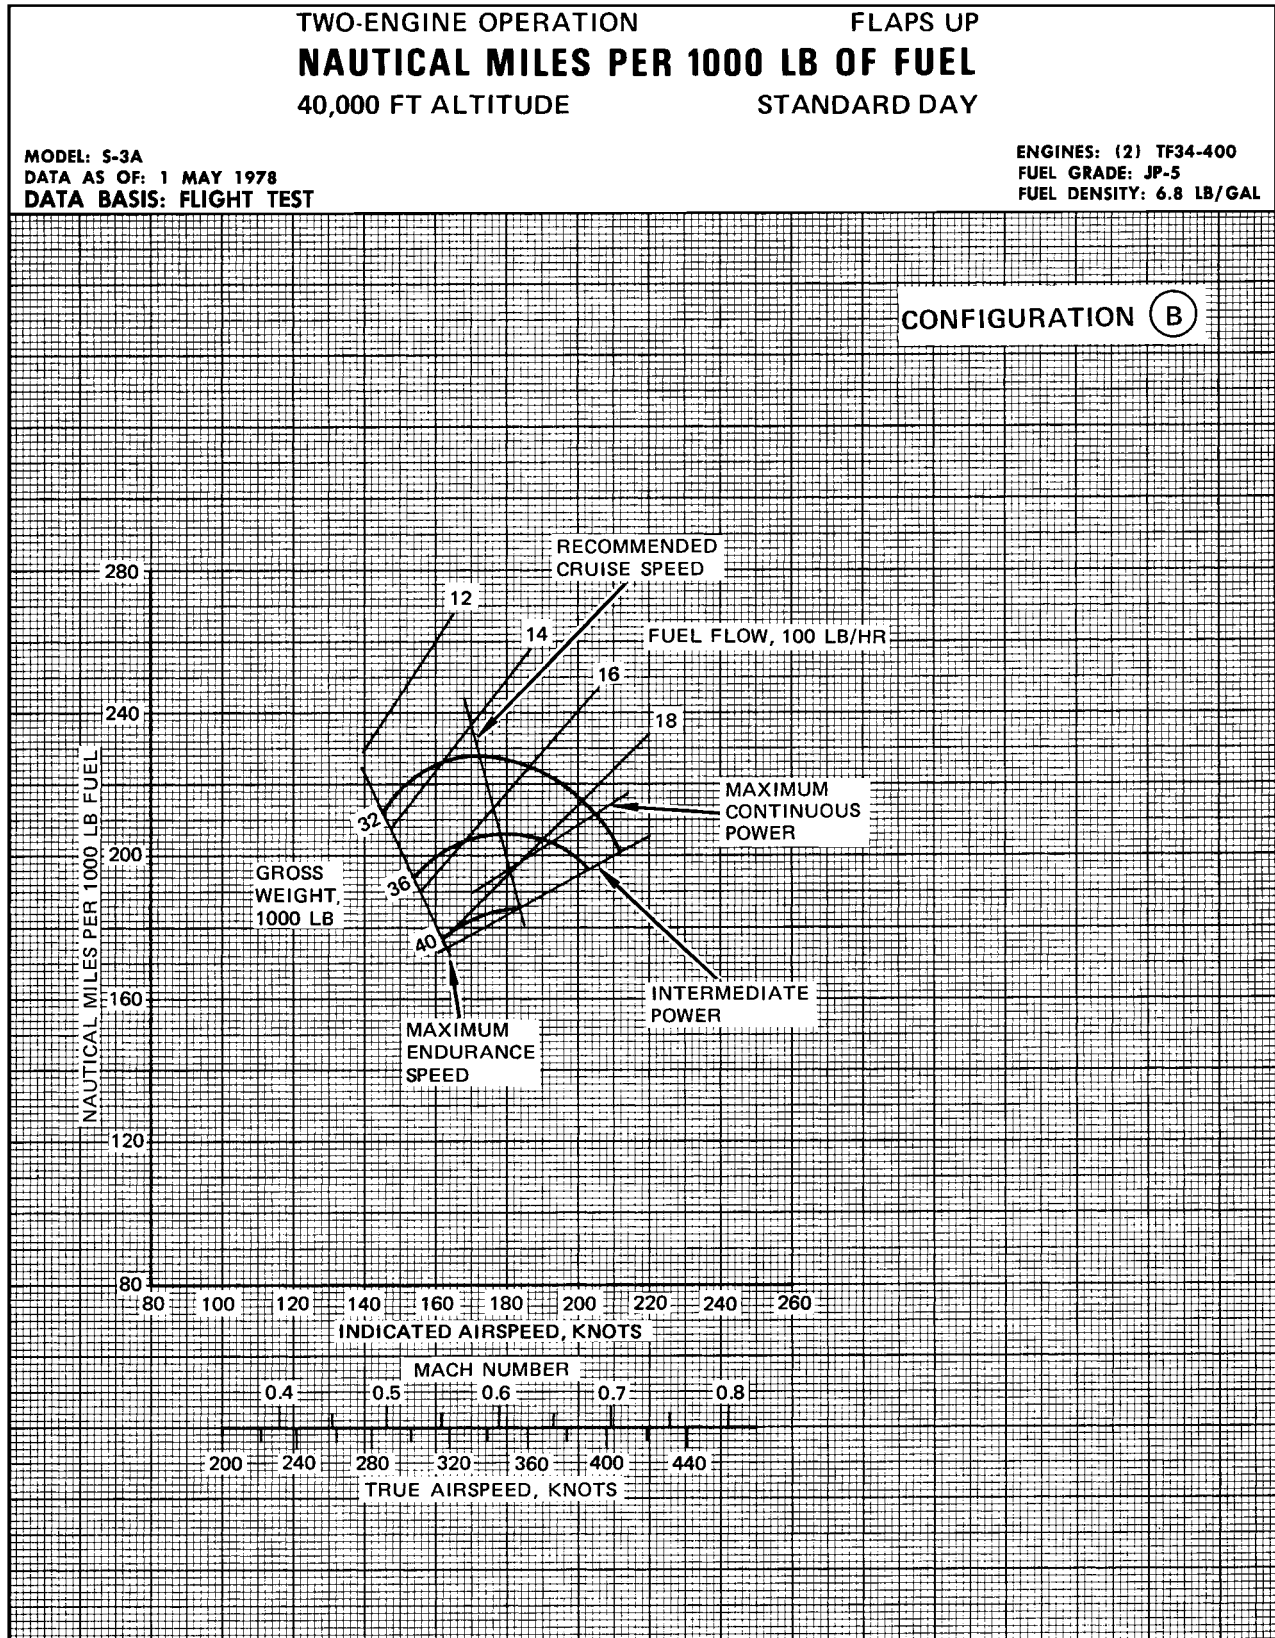 TWO-ENGINE OPERATION FLAPS UP
NAUTICAL MILES PER 1000 LB OF FUEL
40,000 FT ALTITUDE STANDARD DAY
MODEL: S-3A
DATA AS OF: 1 MAY 1978
DATA BASIS: FLIGHT TEST
ENGINES: (2) TF34-400
FUEL GRADE: JP-5
FUEL DENSITY: 6.8 LB/GAL
CONFIGURATION B
RECOMMENDED
CRUISE SPEED
280
12
14
FUEL FLOW, 100 LB/HR
16
240
18
NAUTICAL MILES PER 1000 LB FUEL
MAXIMUM
CONTINUOUS
POWER
32
200
GROSS
WEIGHT,
1000 LB
36
40
160
INTERMEDIATE
POWER
MAXIMUM
ENDURANCE
SPEED
120
80
80 100 120 140 160 180 200 220 240 260
INDICATED AIRSPEED, KNOTS
MACH NUMBER
0.4 0.5 0.6 0.7 0.8
200 240 280 320 360 400 440
TRUE AIRSPEED, KNOTS